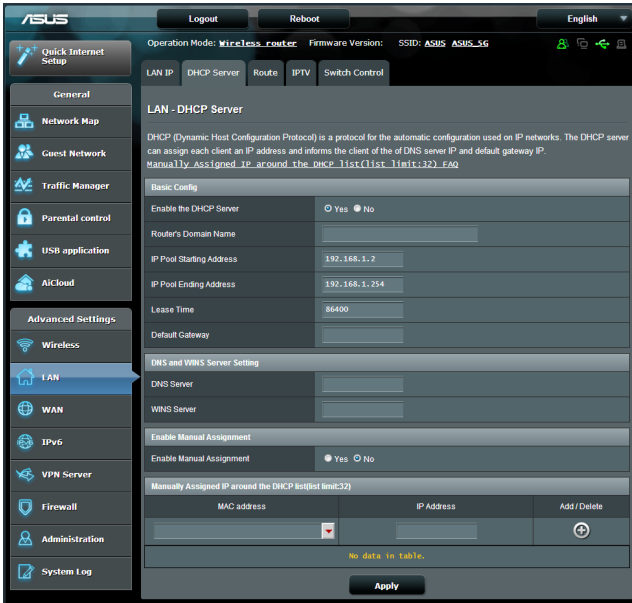 ASUS
Logout
Reboot
English
Quick Internet Setup
Operation Mode: Wireless router Firmware Version: SSID: ASUS ASUS_5G
LAN IP
DHCP Server
Route
IPTV
Switch Control
General
Network Map
Guest Network
Traffic Manager
Parental control
USB application
AiCloud
Advanced Settings
Wireless
LAN
WAN
IPv6
VPN Server
Firewall
Administration
System Log
LAN - DHCP Server
DHCP (Dynamic Host Configuration Protocol) is a protocol for the automatic configuration used on IP networks. The DHCP server
can assign each client an IP address and informs the client of the of DNS server IP and default gateway IP.
Manually Assigned IP around the DHCP list(list limit:32) FAQ
Basic Config
Enable the DHCP Server Yes No
Router's Domain Name
IP Pool Starting Address 192.168.1.2
IP Pool Ending Address 192.168.1.254
Lease Time 86400
Default Gateway
DNS and WINS Server Setting
DNS Server
WINS Server
Enable Manual Assignment
Enable Manual Assignment Yes No
Manually Assigned IP around the DHCP list(list limit:32)
MAC address IP Address Add / Delete
No data in table.
Apply